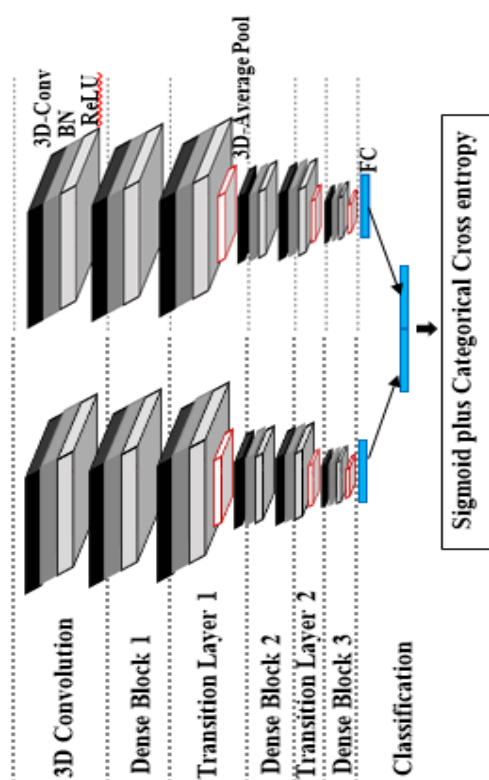 3D-Conv
BN
ReLU
3D-Average Pool
FC
3D Convolution
Dense Block 1
Transition Layer 1
Dense Block 2
Transition Layer 2
Dense Block 3
Classification
Sigmoid plus Categorical Cross entropy